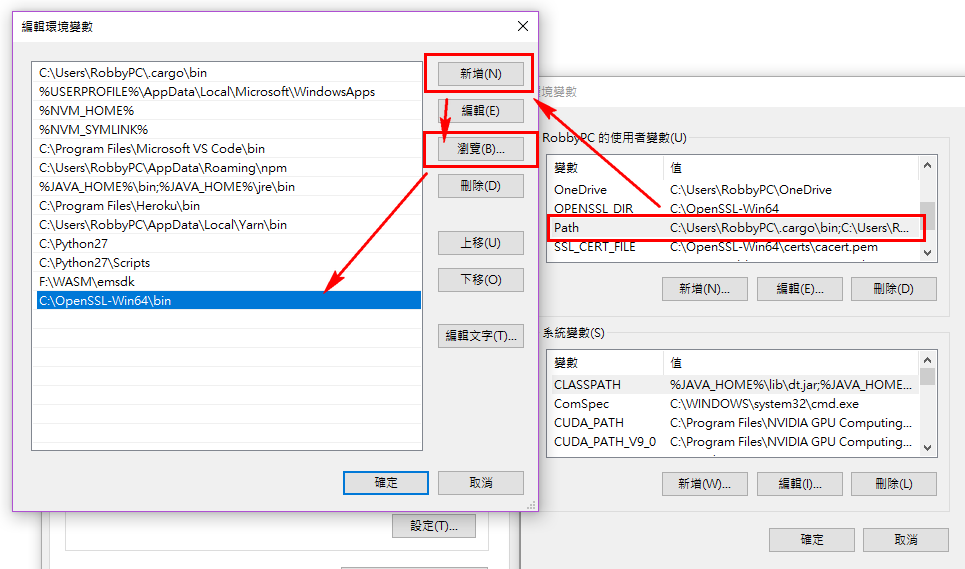 編輯環境變數
C:\Users\RobbyPC\.cargo\bin
%USERPROFILE%\AppData\Local\Microsoft\WindowsApps
%NVM_HOME%
%NVM_SYMLINK%
C:\Program Files\Microsoft VS Code\bin
C:\Users\RobbyPC\AppData\Roaming\npm
%JAVA_HOME%\bin;%JAVA_HOME%\jre\bin
C:\Program Files\Heroku\bin
C:\Users\RobbyPC\AppData\Local\Yarn\bin
C:\Python27
C:\Python27\Scripts
F:\WASM\emsdk
C:\OpenSSL-Win64\bin
新增(N)
編輯(E)
瀏覽(B)...
刪除(D)
上移(U)
下移(O)
編輯文字(T)...
確定
取消
設定(T)...
環境變數
RobbyPC 的使用者變數(U)
變數 值
OneDrive C:\Users\RobbyPC\OneDrive
OPENSSL_DIR C:\OpenSSL-Win64
Path C:\Users\RobbyPC\.cargo\bin;C:\Users\R...
SSL_CERT_FILE C:\OpenSSL-Win64\certs\cacert.pem
新增(N)... 編輯(E)... 刪除(D)
系統變數(S)
變數 值
CLASSPATH %JAVA_HOME%\lib\dt.jar;%JAVA_HOME...
ComSpec C:\WINDOWS\system32\cmd.exe
CUDA_PATH C:\Program Files\NVIDIA GPU Computing...
CUDA_PATH_V9_0 C:\Program Files\NVIDIA GPU Computing...
新增(W)... 編輯(I)... 刪除(L)
確定 取消